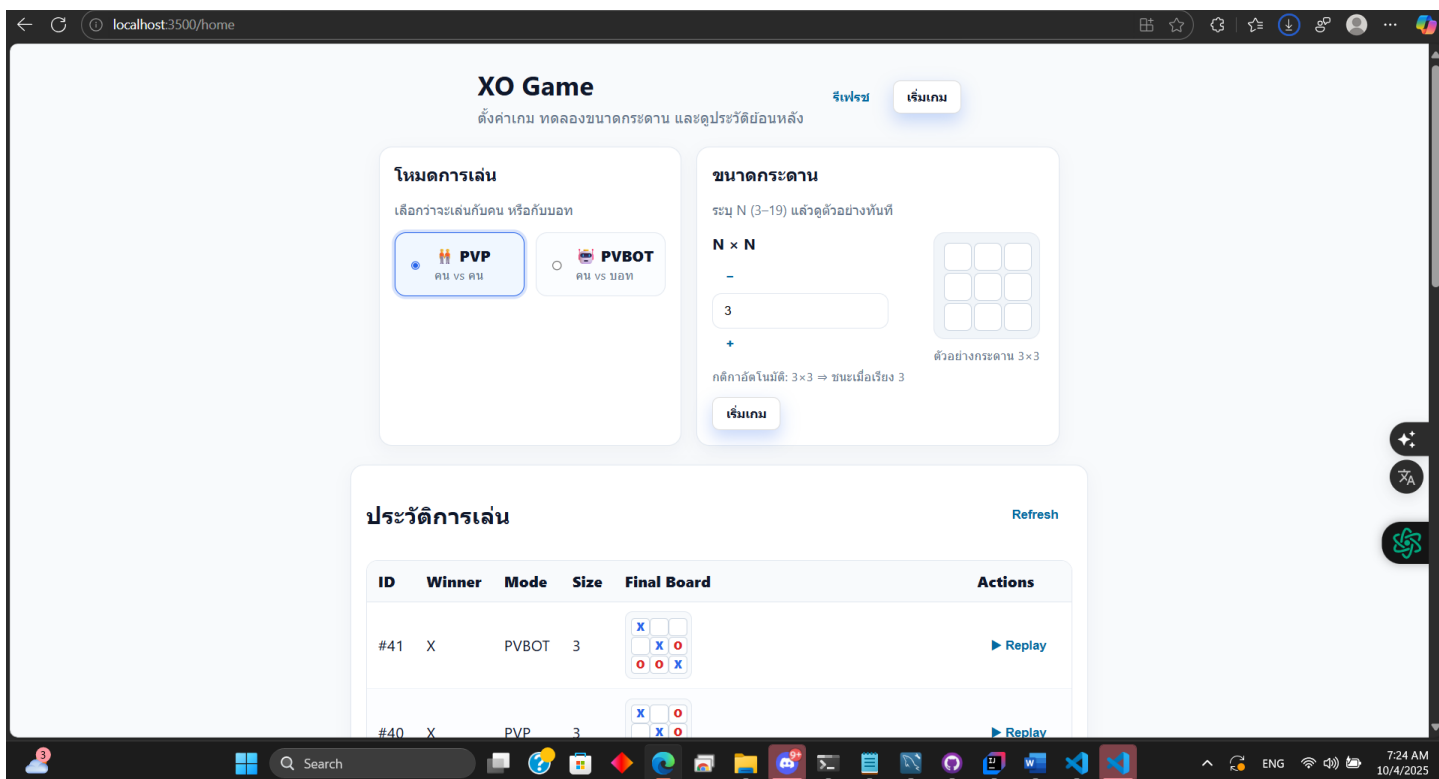 localhost:3500/home
XO Game
ตั้งค่าเกม ทดลองขนาดกระดาน และดูประวัติย้อนหลัง
รีเฟรช
เริ่มเกม
โหมดการเล่น
เลือกว่าจะเล่นกับคน หรือกับบอท
PVP
คน vs คน
PVBOT
คน vs บอท
ขนาดกระดาน
ระบุ N (3–19) แล้วดูตัวอย่างทันที
N × N
−
3
+
ตัวอย่างกระดาน 3×3
กติกาอัตโนมัติ: 3×3 ⇒ ชนะเมื่อเรียง 3
เริ่มเกม
ประวัติการเล่น
Refresh
ID Winner Mode Size Final Board Actions
#41 X PVBOT 3 ▶ Replay
X
X O
O O X
#40 X PVP 3 ▶ Replay
X O
X O
3
Search
9+
ENG
7:24 AM
10/4/2025